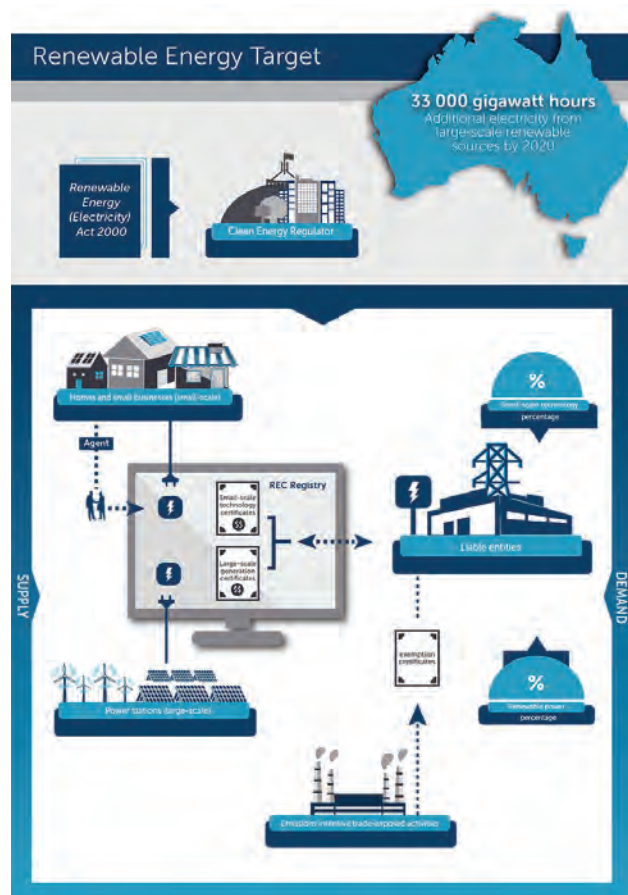 Renewable Energy Target
33 000 gigawatt hours
Additional electricity from
large-scale renewable
sources by 2020
Renewable
Energy
(Electricity)
Act 2000
Clean Energy Regulator
Homes and small businesses (small-scale)
Agent
REC Registry
Small-scale
technology
certificates
Large-scale
generation
certificates
Power stations (large-scale)
SUPPLY
%
Small-scale technology
percentage
Liable entities
DEMAND
exemption
certificates
%
Renewable power
percentage
Emissions-intensive trade-exposed activities